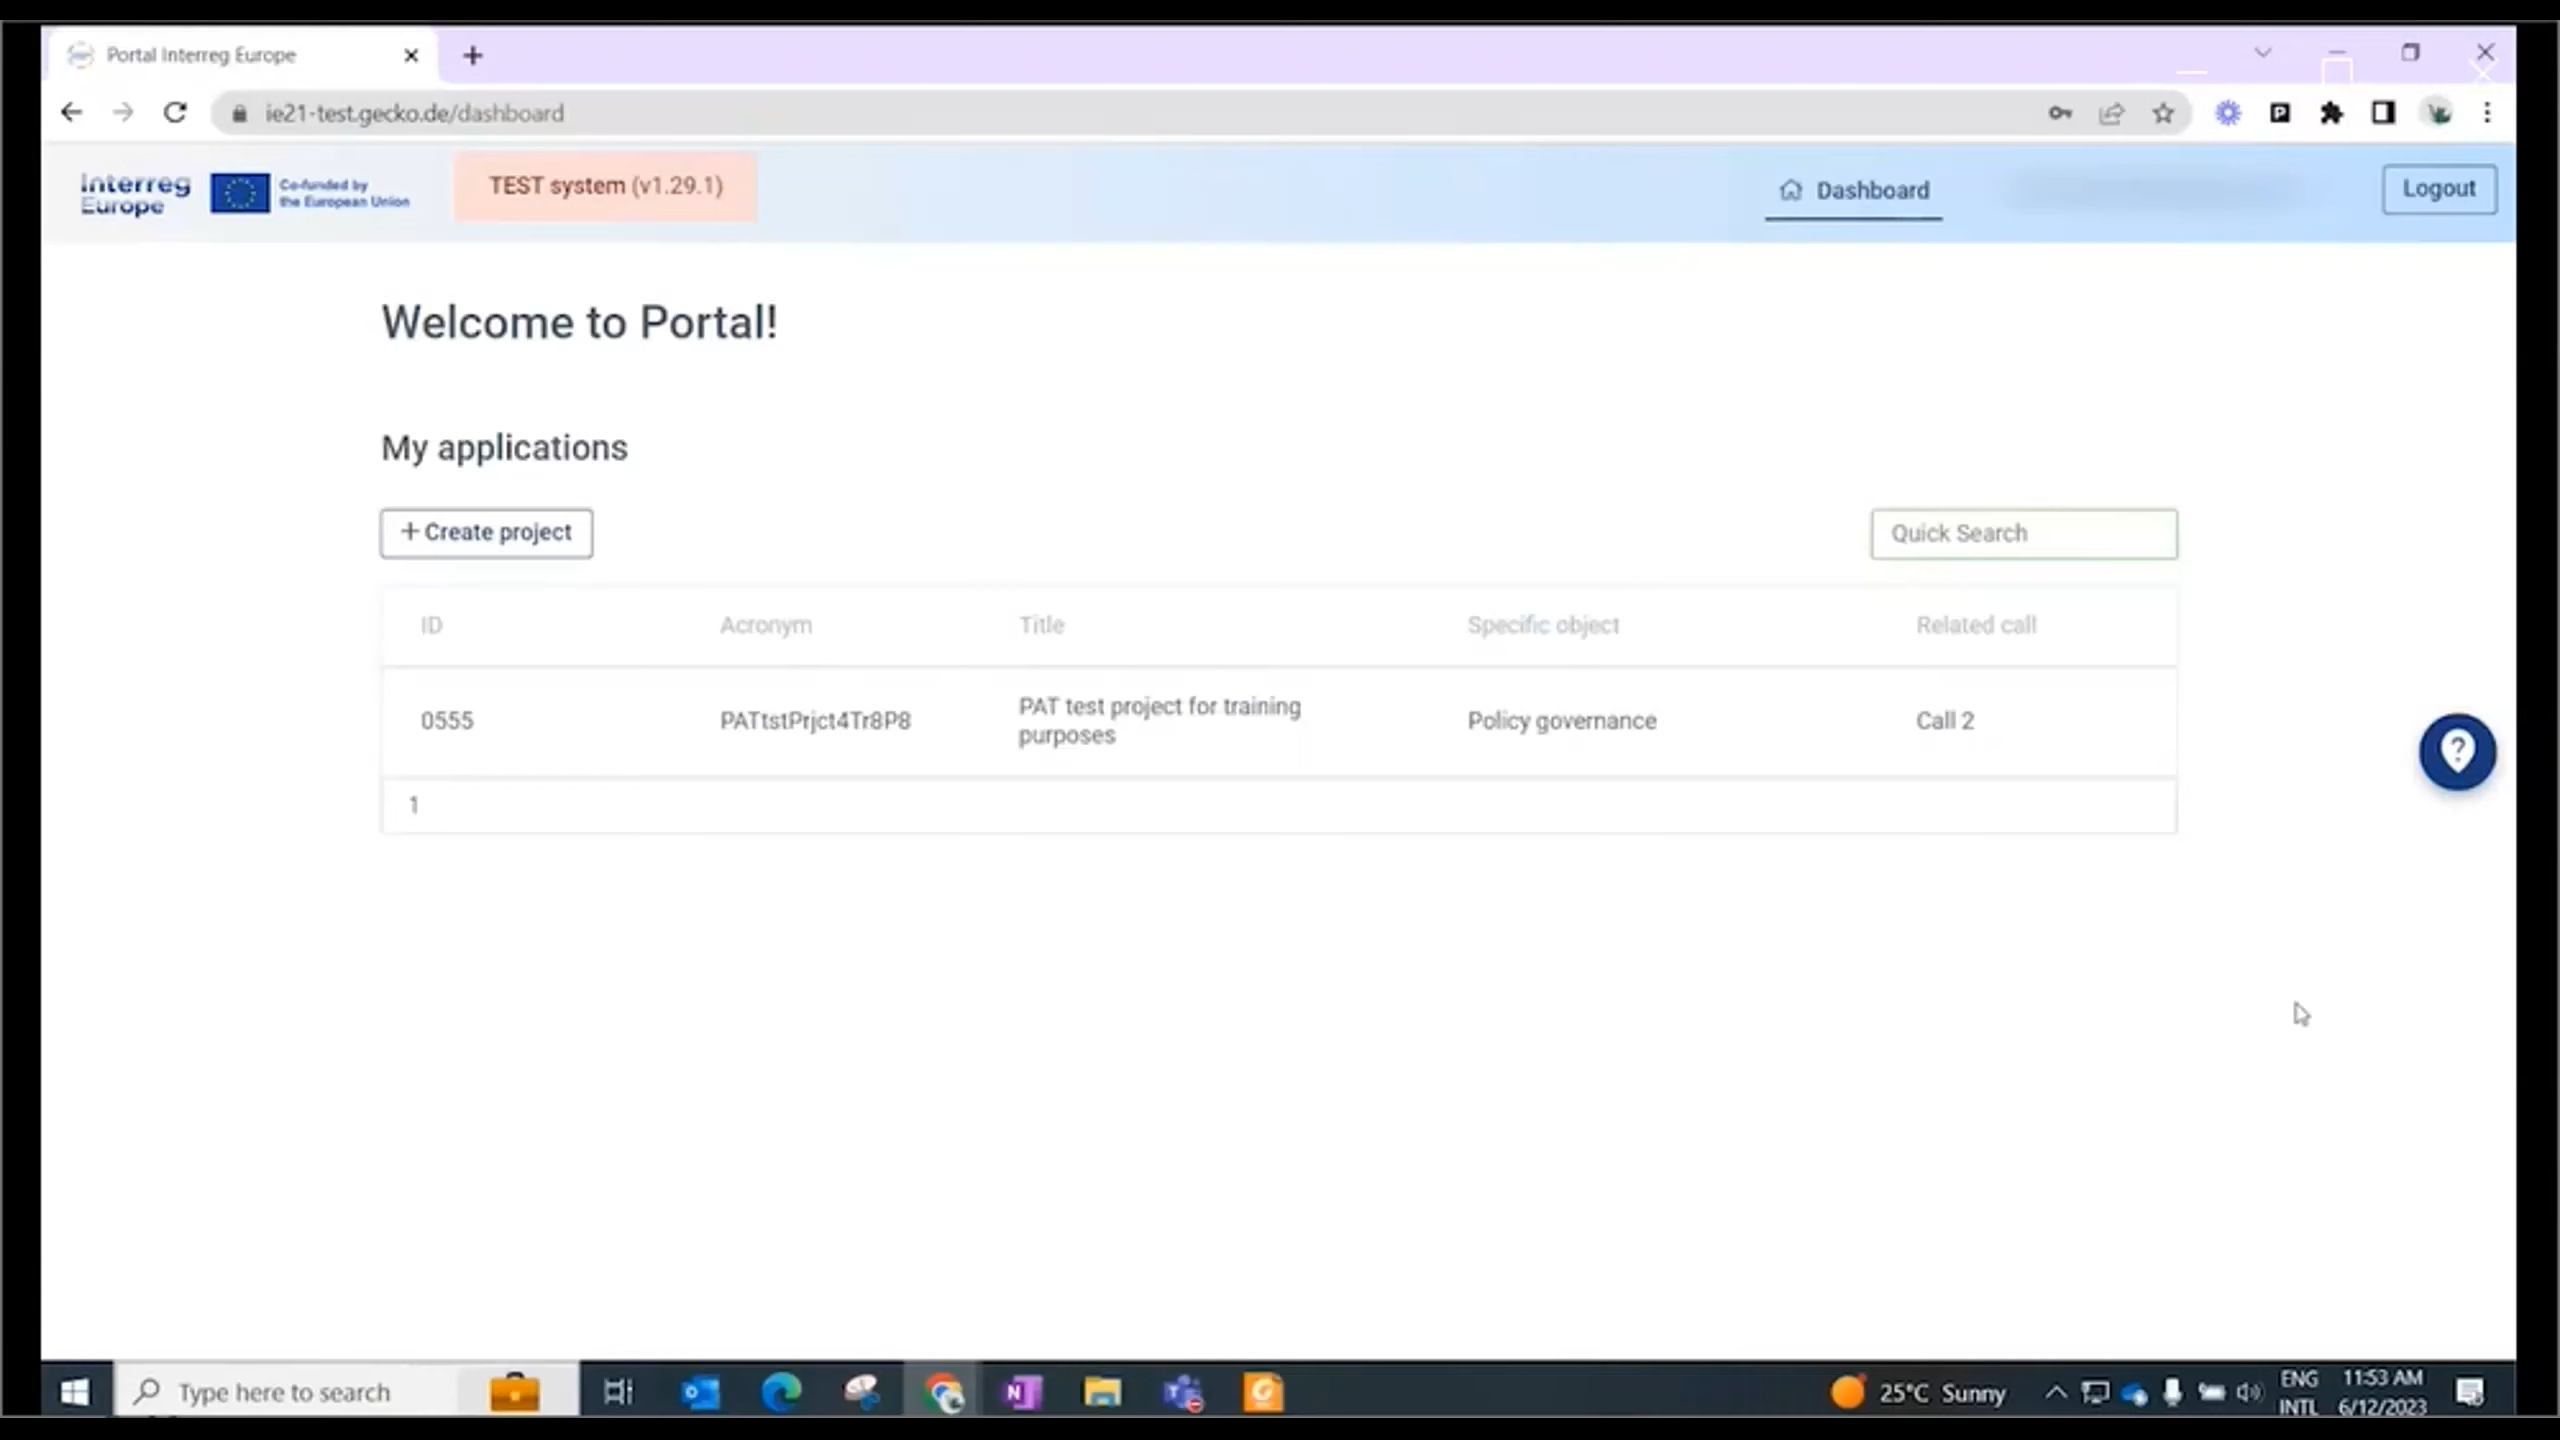 Portal Interreg Europe
ie21-test.gecko.de/dashboard
Interreg
Europe
Co-funded by
the European Union
TEST system (v1.29.1)
Dashboard
Logout
Welcome to Portal!
My applications
+ Create project
Quick Search
ID Acronym Title Specific object Related call
0555 PATtstPrjct4Tr8P8 PAT test project for training purposes Policy governance Call 2
1
Type here to search
25°C Sunny
ENG
INTL
11:53 AM
6/12/2023